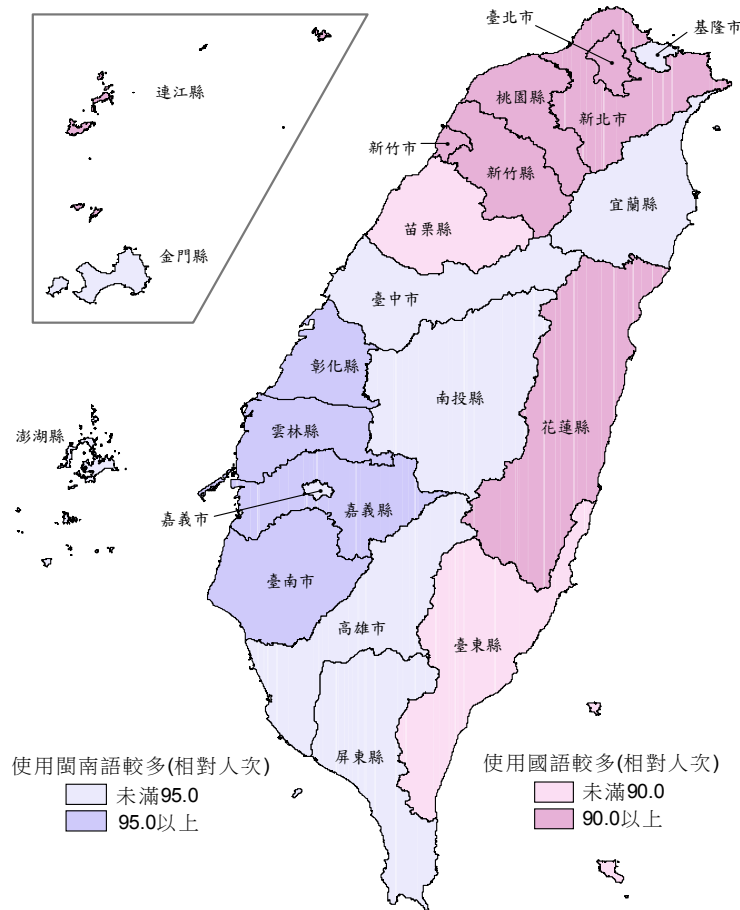 臺北市
基隆市
連江縣
桃園縣
新北市
新竹市
新竹縣
宜蘭縣
苗栗縣
金門縣
臺中市
彰化縣
南投縣
雲林縣
花蓮縣
澎湖縣
嘉義市
嘉義縣
臺南市
高雄市
臺東縣
屏東縣
使用閩南語較多(相對人次)
未滿95.0
95.0以上
使用國語較多(相對人次)
未滿90.0
90.0以上